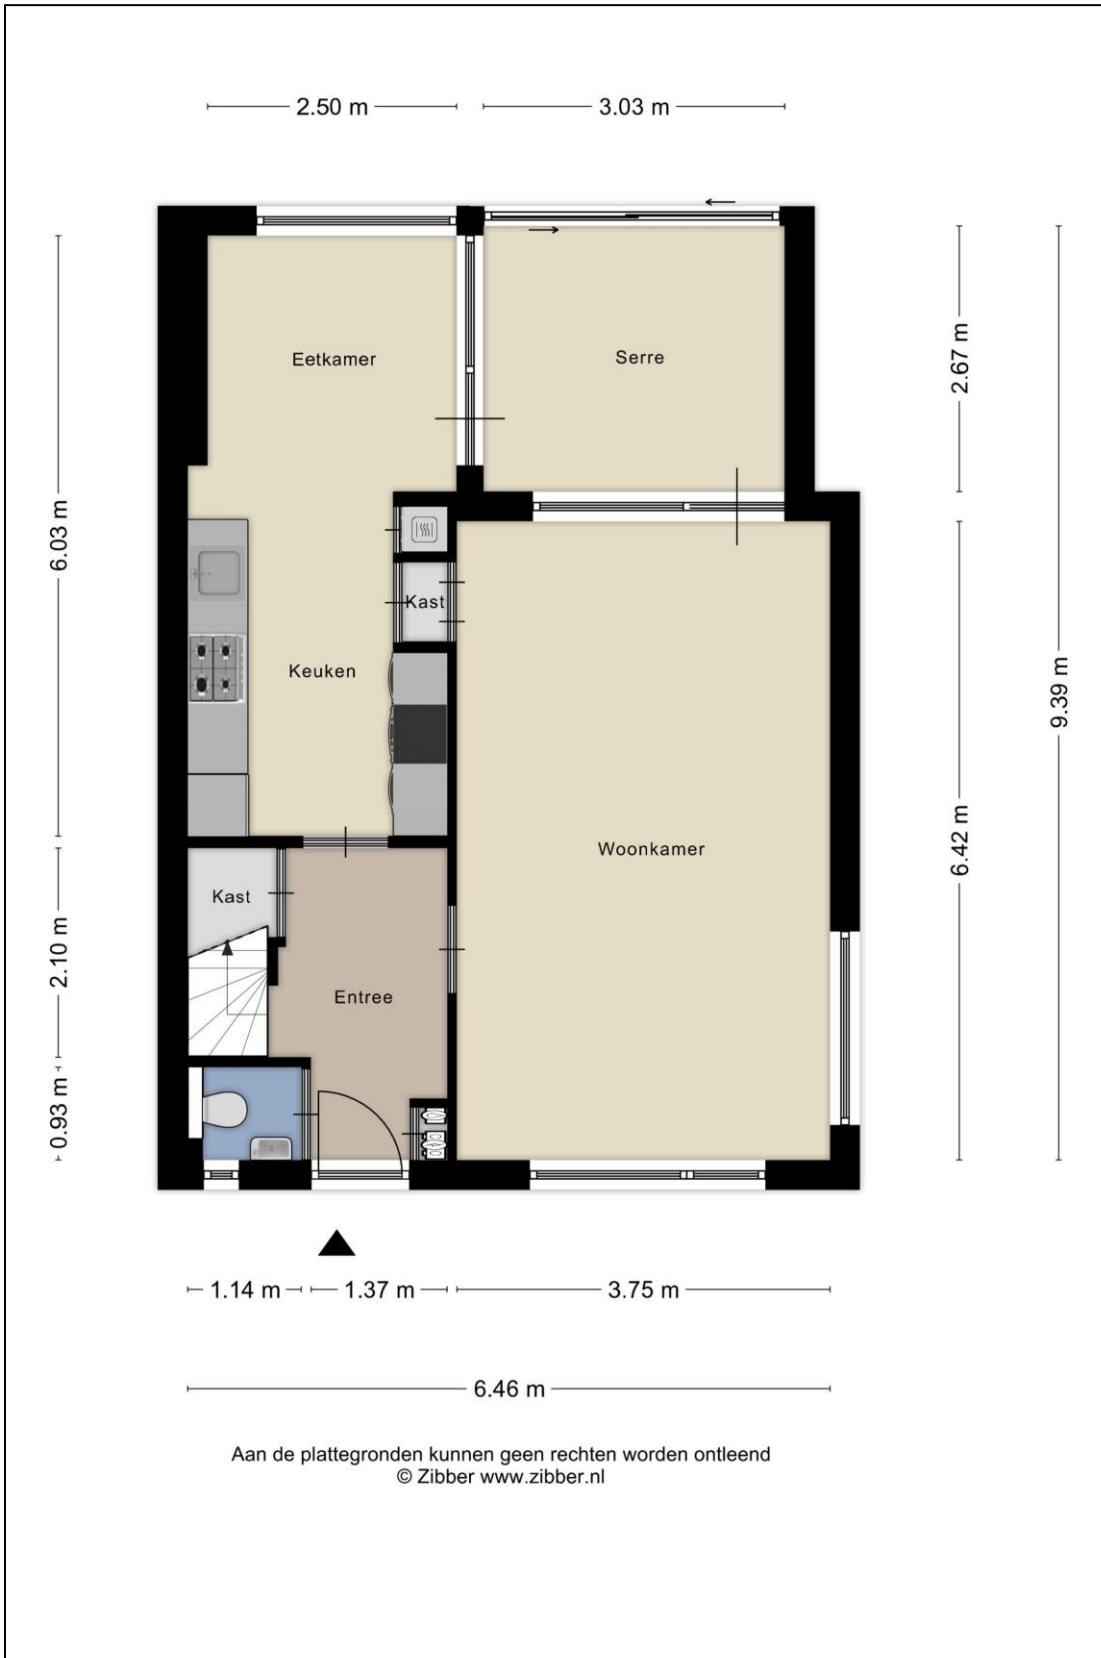 2.50 m
3.03 m
Eetkamer
Serre
2.67 m
6.03 m
Kast
Keuken
9.39 m
6.42 m
Woonkamer
Kast
2.10 m
Entree
0.93 m
1.14 m
1.37 m
3.75 m
6.46 m
Aan de plattegronden kunnen geen rechten worden ontleend
© Zibber www.zibber.nl